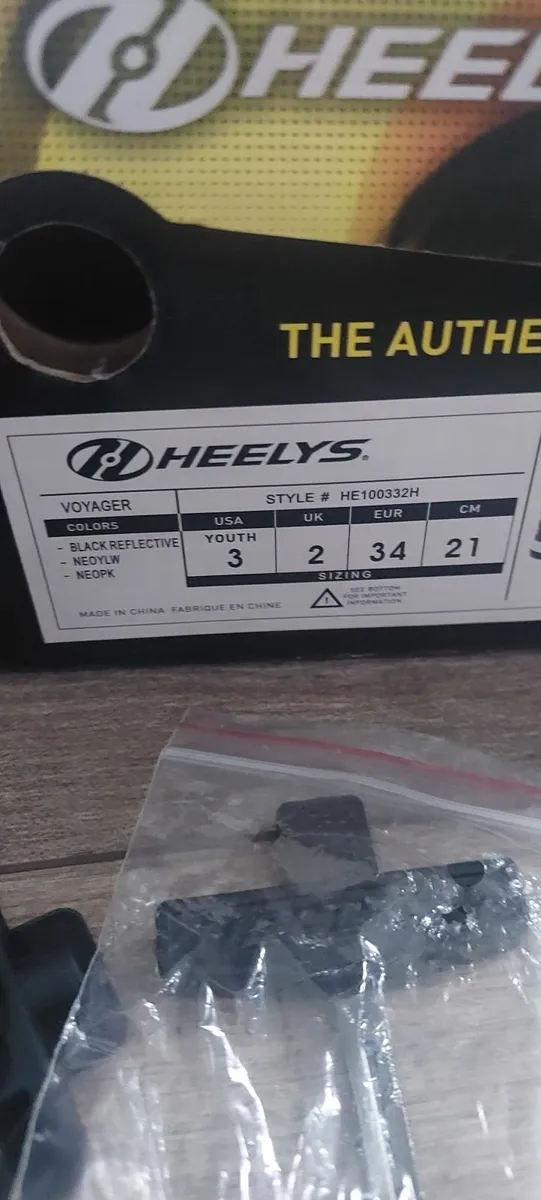 HEEL
THE AUTHE
HEELYS®
VOYAGER
STYLE # HE100332H
COLORS
USA UK EUR CM
- BLACK REFLECTIVE
- NEOYLW
- NEOPK
YOUTH
3 2 34 21
SIZING
SEE BOTTOM
FOR IMPORTANT
INFORMATION
MADE IN CHINA FABRIQUE EN CHINE